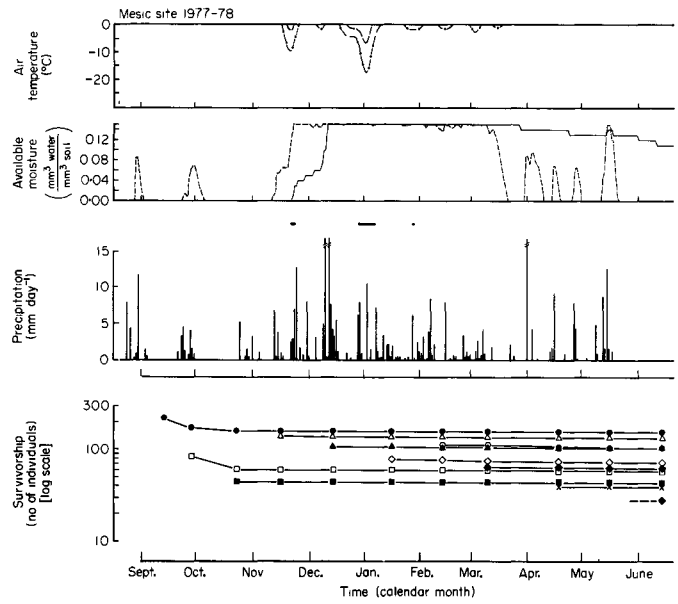 Mesic site 1977-78
Air temperature (°C)
0
-10
-20
Available moisture (mm³ water / mm³ soil)
0·12
0·08
0·04
0·00
Precipitation (mm day⁻¹)
15
10
5
0
Survivorship (no of individuals) [log scale]
300
100
10
Sept. Oct. Nov Dec. Jan. Feb. Mar. Apr. May June
Time (calendar month)